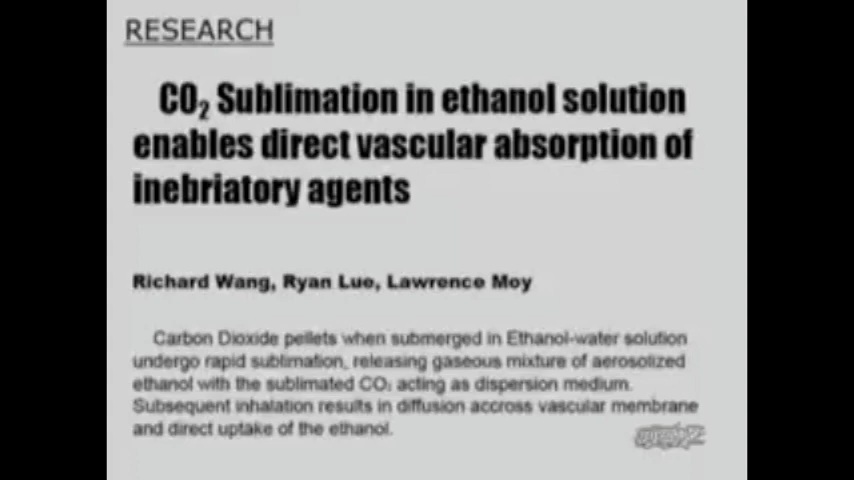 RESEARCH
CO₂ Sublimation in ethanol solution
enables direct vascular absorption of
inebriatory agents
Richard Wang, Ryan Lue, Lawrence Moy
Carbon Dioxide pellets when submerged in Ethanol-water solution
undergo rapid sublimation, releasing gaseous mixture of aerosolized
ethanol with the sublimated CO₂ acting as dispersion medium.
Subsequent inhalation results in diffusion accross vascular membrane
and direct uptake of the ethanol.